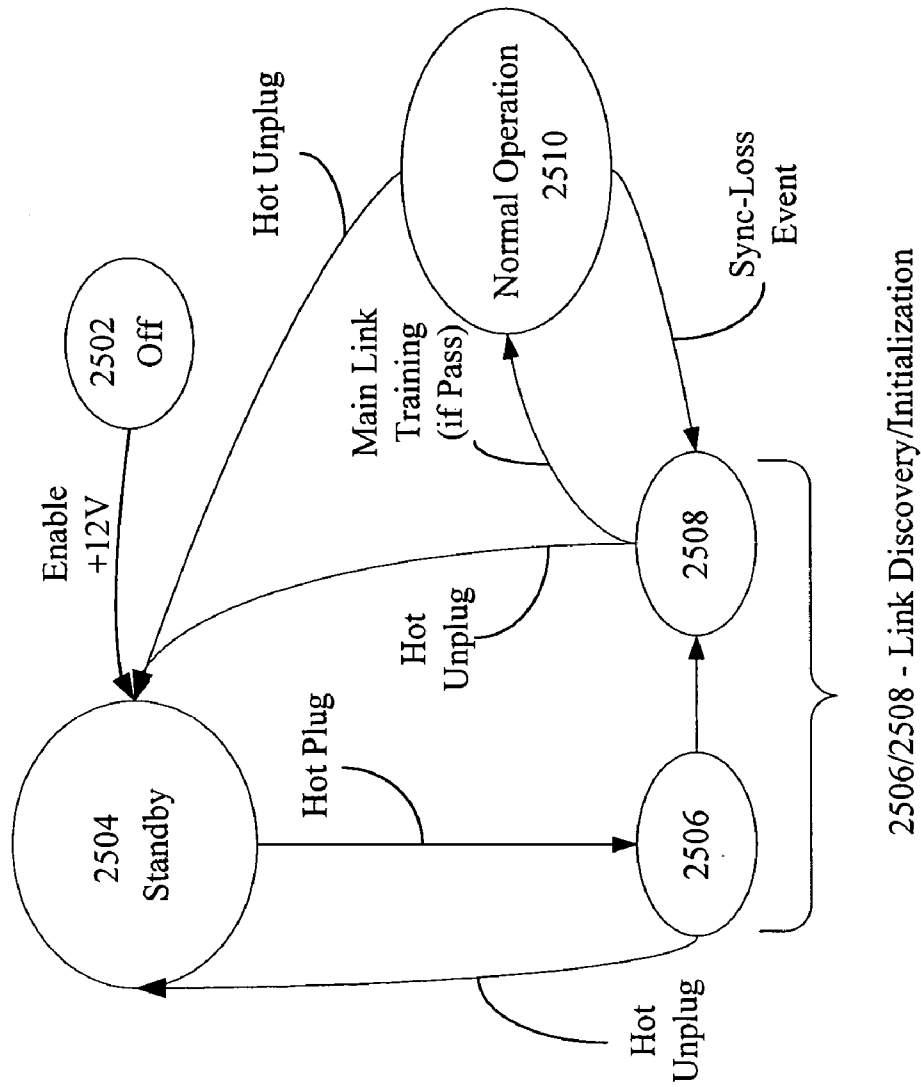 2504
Standby
Enable
+12V
2502
Off
Hot Unplug
Hot Plug
Hot
Unplug
Main Link
Training
(if Pass)
Normal Operation
2510
Hot
Unplug
2506
2508
Sync-Loss
Event
2506/2508 - Link Discovery/Initialization